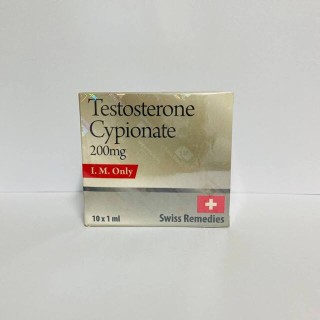 Testosterone
Cypionate
200mg
I. M. Only
10 x 1 ml
Swiss Remedies